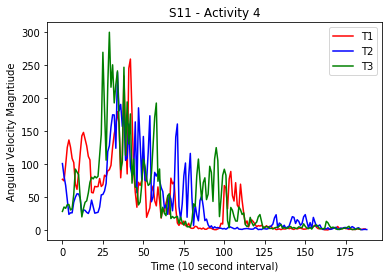 S11 - Activity 4
T1
T2
T3
Angular Velocity Magntiude
300
250
200
150
100
50
0
0 25 50 75 100 125 150 175
Time (10 second interval)